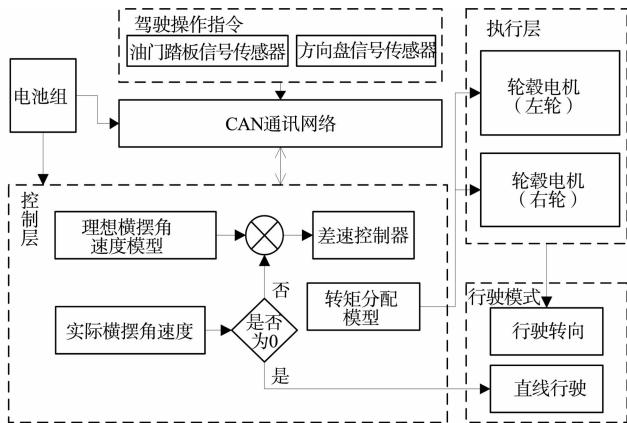 驾驶操作指令
油门踏板信号传感器
方向盘信号传感器
执行层
电池组
CAN通讯网络
轮毂电机
（左轮）
轮毂电机
（右轮）
控制层
理想横摆角
速度模型
差速控制器
否
实际横摆角速度
是否
为0
转矩分配
模型
是
行驶模式
行驶转向
直线行驶